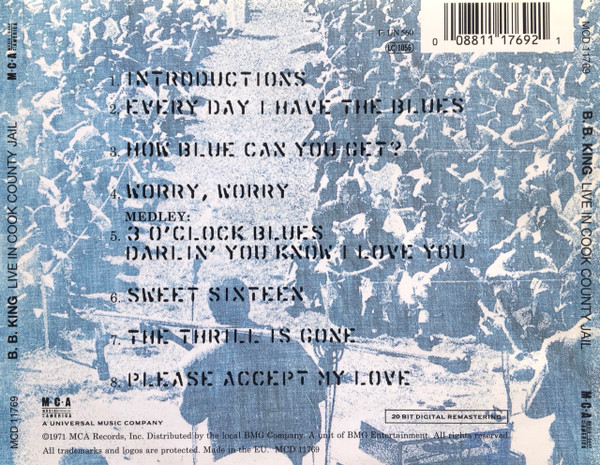 M·C·A
B. B. KING LIVE IN COOK COUNTY JAIL
MCD 11769
UN 560
LC 1056
0 08811 17692 1
1. INTRODUCTIONS
2. EVERY DAY I HAVE THE BLUES
3. HOW BLUE CAN YOU GET?
4. WORRY, WORRY
MEDLEY:
5. 3 O'CLOCK BLUES
DARLIN' YOU KNOW I LOVE YOU
6. SWEET SIXTEEN
7. THE THRILL IS GONE
8. PLEASE ACCEPT MY LOVE
M·C·A
A UNIVERSAL MUSIC COMPANY
20 BIT DIGITAL REMASTERING
©1971 MCA Records, Inc. Distributed by the local BMG Company. A unit of BMG Entertainment. All rights reserved.
All trademarks and logos are protected. Made in the EU. MCD 11769
MCD 11769
B. B. KING LIVE IN COOK COUNTY JAIL
M·C·A